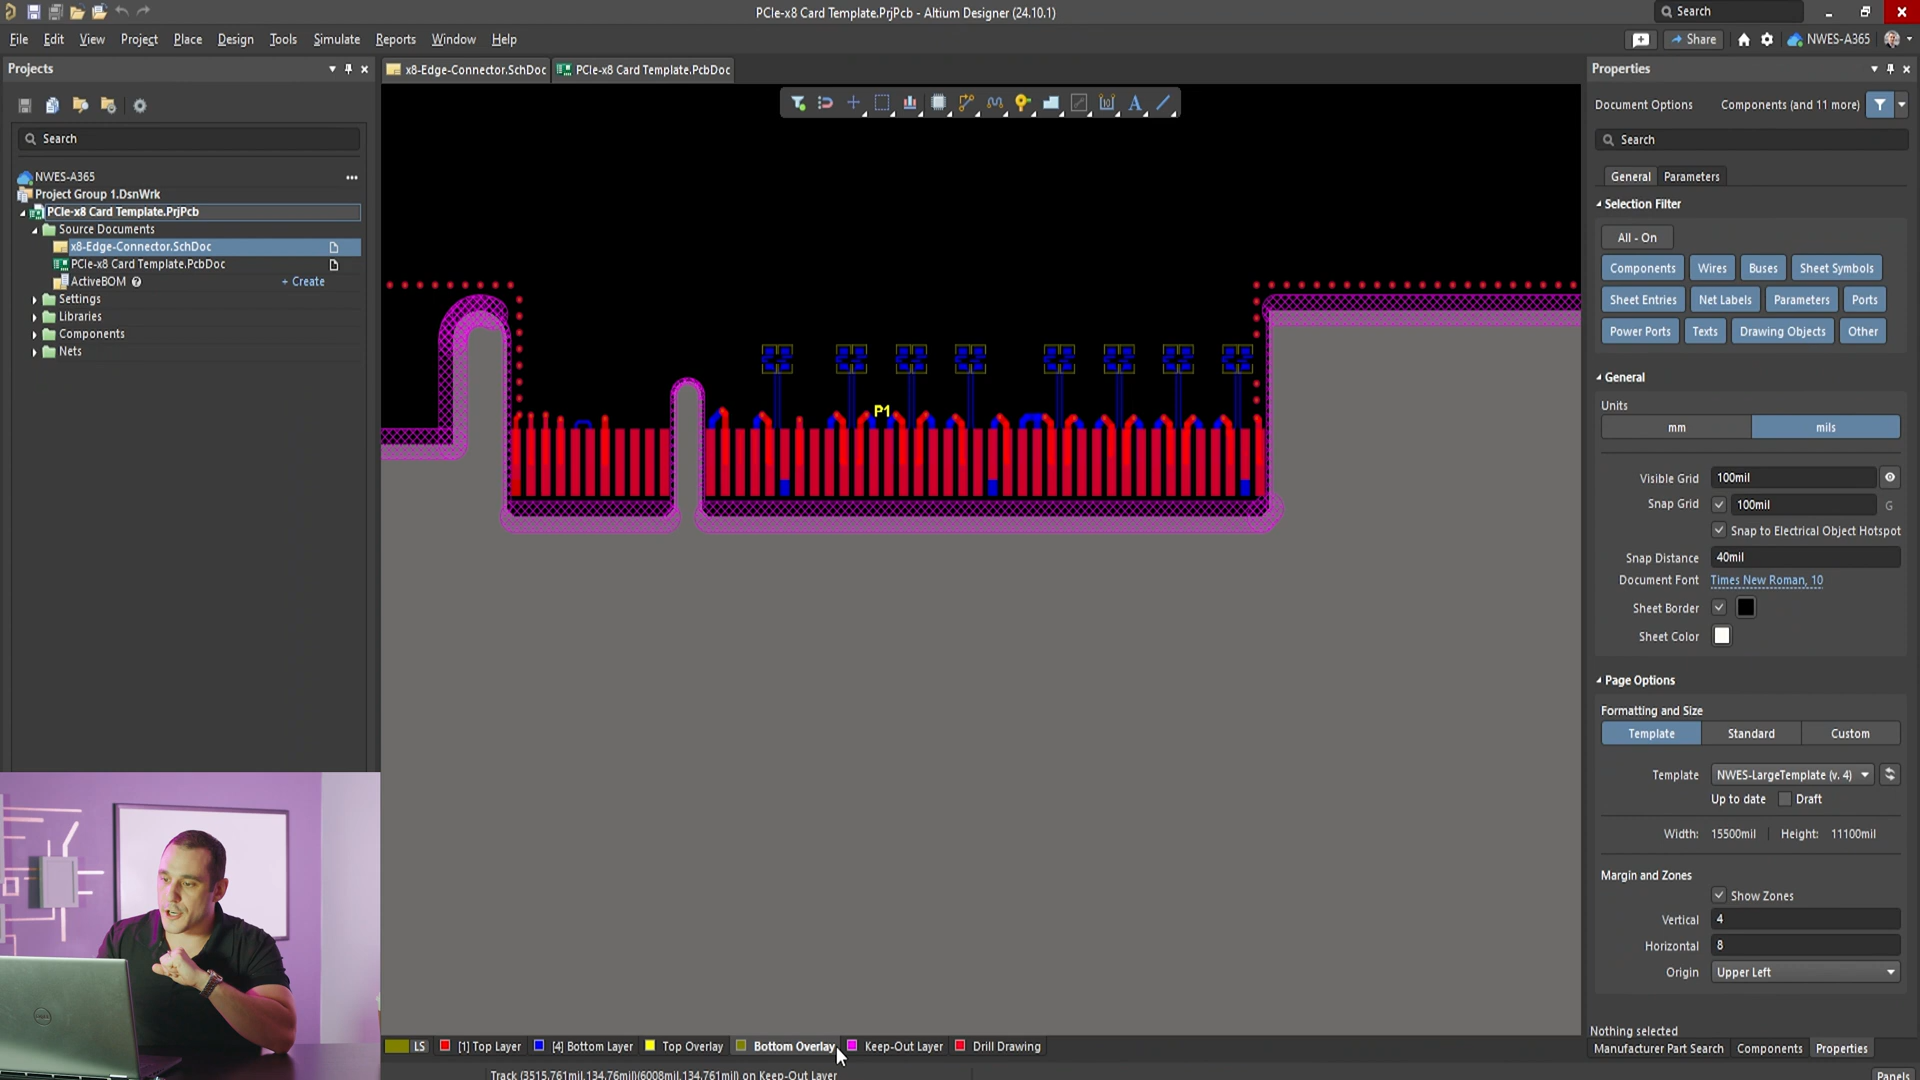 PCIe-x8 Card Template.PrjPcb - Altium Designer (24.10.1)
Search
File Edit View Project Place Design Tools Simulate Reports Window Help
Share
NWES-A365
Projects
x8-Edge-Connector.SchDoc
PCIe-x8 Card Template.PcbDoc
Search
NWES-A365
Project Group 1.DsnWrk
PCIe-x8 Card Template.PrjPcb
Source Documents
x8-Edge-Connector.SchDoc
PCIe-x8 Card Template.PcbDoc
ActiveBOM + Create
Settings
Libraries
Components
Nets
P1
Properties
Document Options Components (and 11 more)
Search
General Parameters
Selection Filter
All - On
Components Wires Buses Sheet Symbols
Sheet Entries Net Labels Parameters Ports
Power Ports Texts Drawing Objects Other
General
Units
mm mils
Visible Grid 100mil
Snap Grid 100mil G
Snap to Electrical Object Hotspot
Snap Distance 40mil
Document Font Times New Roman, 10
Sheet Border
Sheet Color
Page Options
Formatting and Size
Template Standard Custom
Template NWES-LargeTemplate (v. 4)
Up to date Draft
Width: 15500mil Height: 11100mil
Margin and Zones
Show Zones
Vertical 4
Horizontal 8
Origin Upper Left
Nothing selected
Manufacturer Part Search Components Properties
Panels
LS [1] Top Layer [4] Bottom Layer Top Overlay Bottom Overlay Keep-Out Layer Drill Drawing
Track (3515.761mil,134.76mil)(6008mil,134.761mil) on Keep-Out Layer
DELL